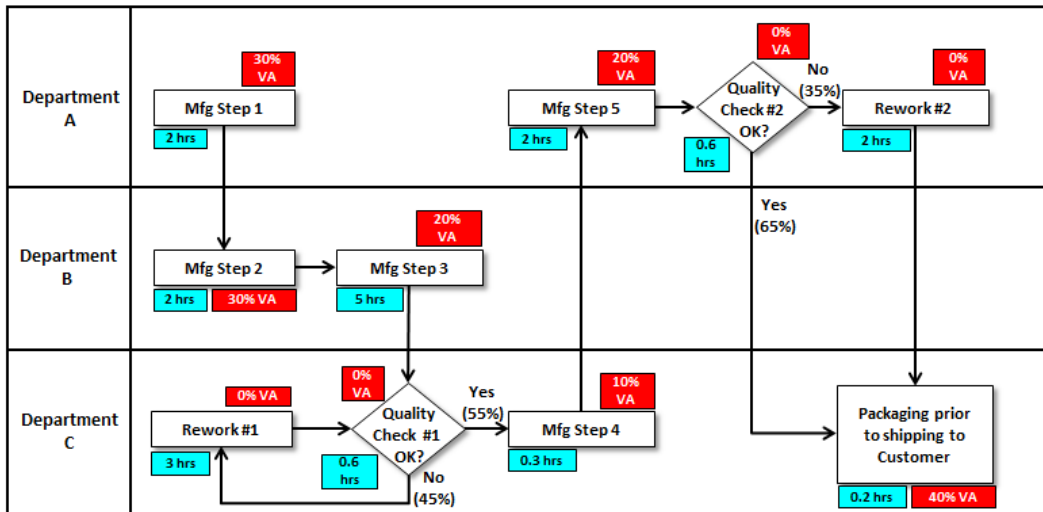 Department
A
30%
VA
Mfg Step 1
2 hrs
20%
VA
Mfg Step 5
2 hrs
0%
VA
Quality
Check #2
OK?
0.6
hrs
No
(35%)
0%
VA
Rework #2
2 hrs
Yes
(65%)
Department
B
Mfg Step 2
2 hrs
30% VA
20%
VA
Mfg Step 3
5 hrs
Department
C
0% VA
Rework #1
3 hrs
0%
VA
Quality
Check #1
OK?
0.6
hrs
Yes
(55%)
No
(45%)
10%
VA
Mfg Step 4
0.3 hrs
Packaging prior
to shipping to
Customer
0.2 hrs
40% VA